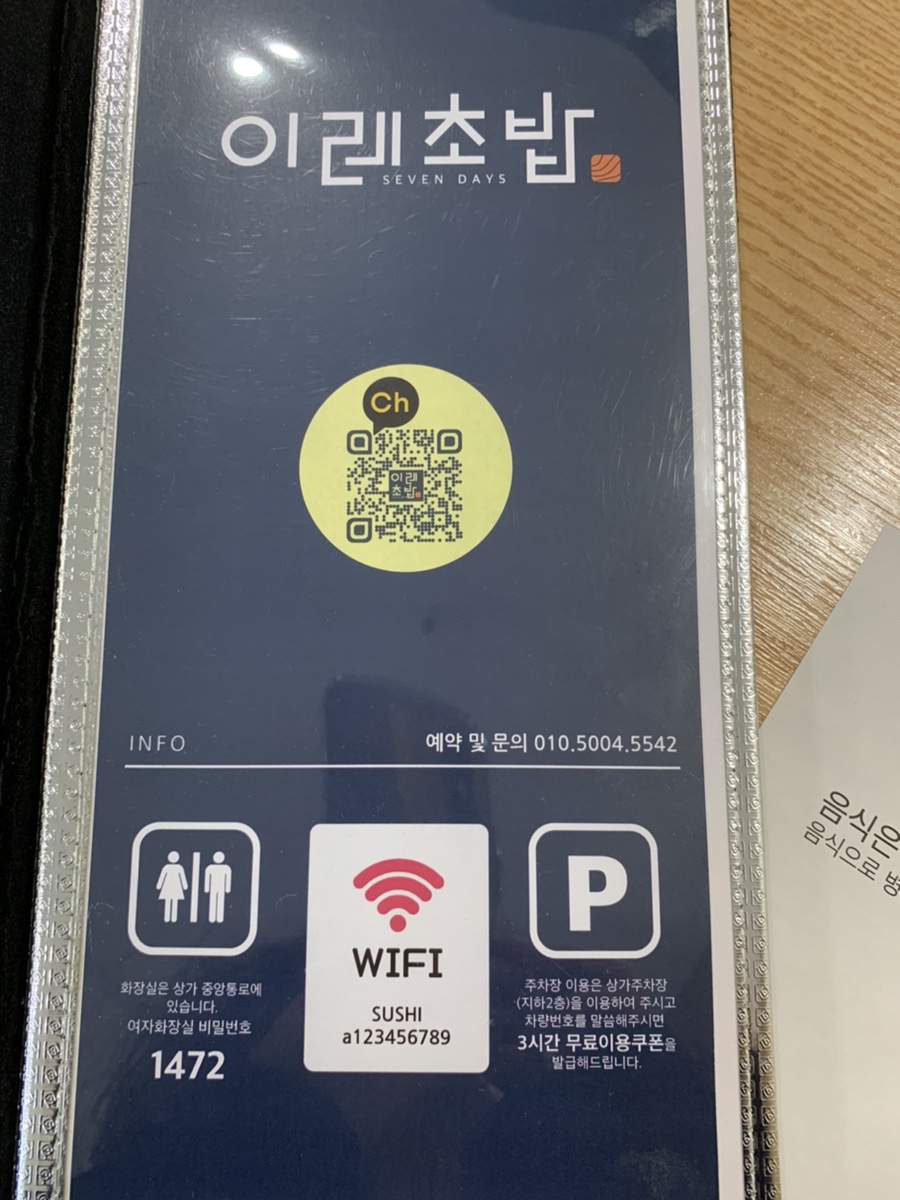 이레초밥
SEVEN DAYS
Ch
이레
초밥
INFO
예약 및 문의 010.5004.5542
화장실은 상가 중앙통로에
있습니다.
여자화장실 비밀번호
1472
WIFI
SUSHI
a123456789
P
주차장 이용은 상가주차장
(지하2층)을 이용하여 주시고
차량번호를 말씀해주시면
3시간 무료이용쿠폰을
발급해드립니다.
음식은
음식으로 병